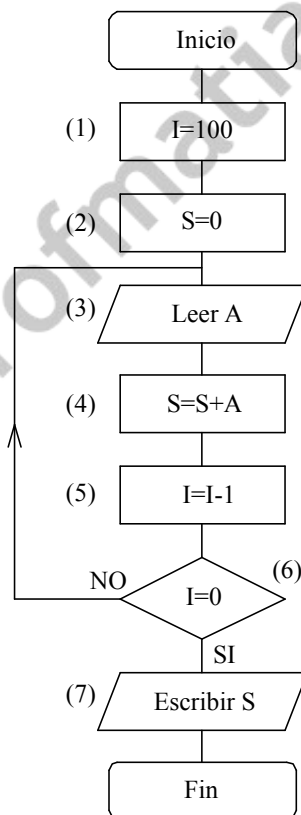 Inicio
(1) I=100
(2) S=0
(3) Leer A
(4) S=S+A
(5) I=I-1
NO I=0 (6)
SI
(7) Escribir S
Fin